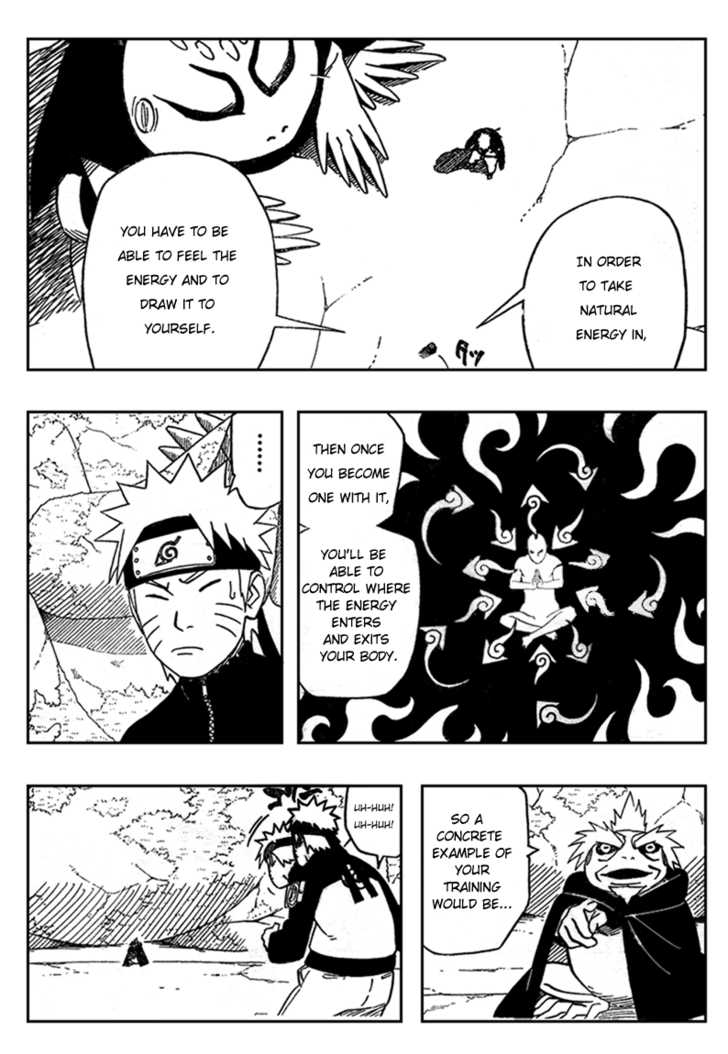 IN ORDER
TO TAKE
NATURAL
ENERGY IN,
YOU HAVE TO BE
ABLE TO FEEL THE
ENERGY AND TO
DRAW IT TO
YOURSELF.
THEN ONCE
YOU BECOME
ONE WITH IT,
YOU'LL BE
ABLE TO
CONTROL WHERE
THE ENERGY
ENTERS
AND EXITS
YOUR BODY.
SO A
CONCRETE
EXAMPLE OF
YOUR
TRAINING
WOULD BE...
UH-HUH!
UH-HUH!